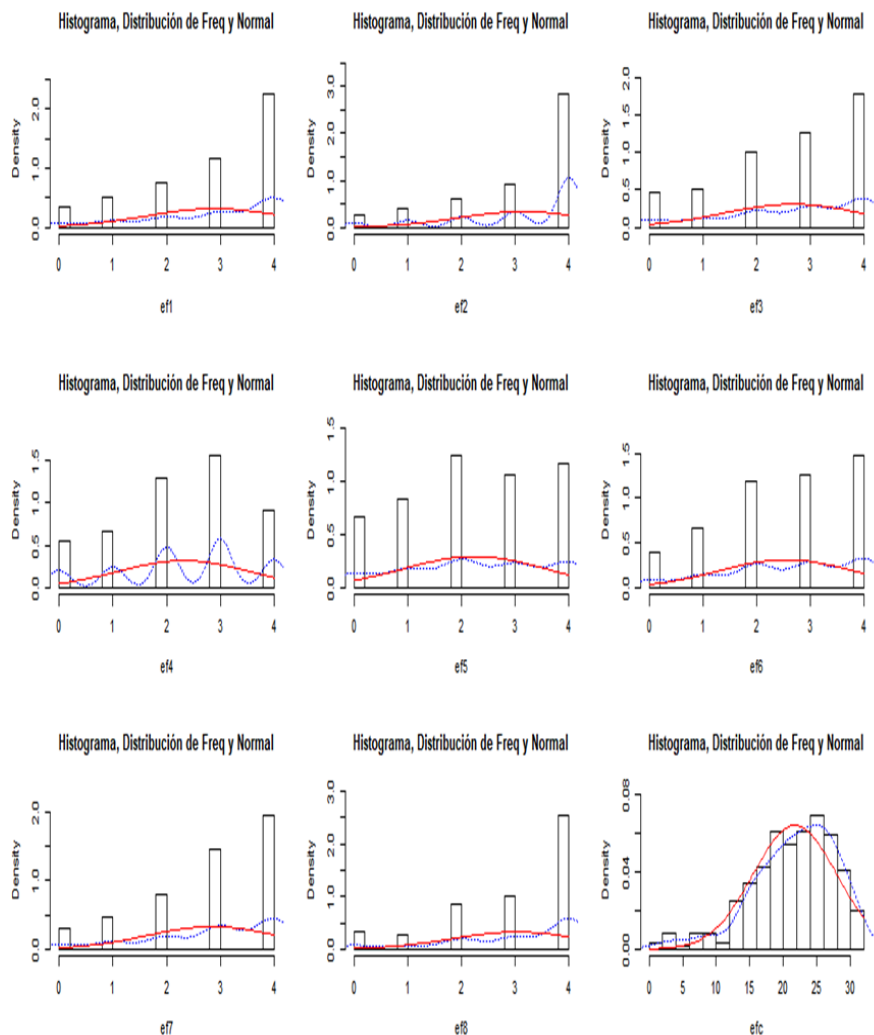 Histograma, Distribución de Freq y Normal
Density
0.0 1.0 2.0
0 1 2 3 4
ef1
Histograma, Distribución de Freq y Normal
Density
0.0 1.0 2.0 3.0
0 1 2 3 4
ef2
Histograma, Distribución de Freq y Normal
Density
0.0 0.5 1.0 1.5 2.0
0 1 2 3 4
ef3
Histograma, Distribución de Freq y Normal
Density
0.0 0.5 1.0 1.5
0 1 2 3 4
ef4
Histograma, Distribución de Freq y Normal
Density
0.0 0.5 1.0 1.5
0 1 2 3 4
ef5
Histograma, Distribución de Freq y Normal
Density
0.0 0.5 1.0 1.5
0 1 2 3 4
ef6
Histograma, Distribución de Freq y Normal
Density
0.0 1.0 2.0
0 1 2 3 4
ef7
Histograma, Distribución de Freq y Normal
Density
0.0 1.0 2.0 3.0
0 1 2 3 4
ef8
Histograma, Distribución de Freq y Normal
Density
0.00 0.04 0.08
0 5 10 15 20 25 30
efc